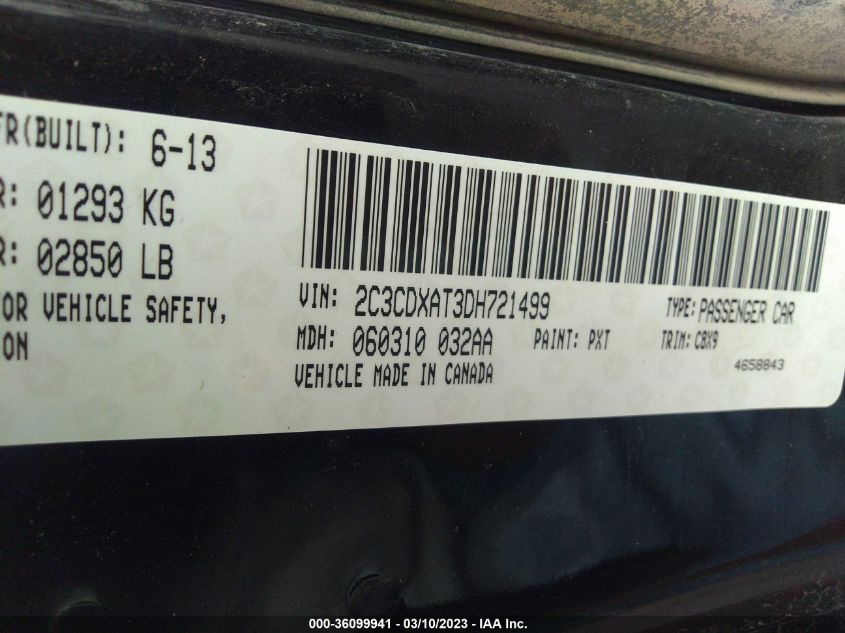 FR(BUILT): 6-13
R: 01293 KG
R: 02850 LB
OR VEHICLE SAFETY,
ON
VIN: 2C3CDXAT3DH721499 TYPE: PASSENGER CAR
MDH: 060310 032AA PAINT: PXT TRIM: C8X9
VEHICLE MADE IN CANADA 4658843
000-36099941 - 03/10/2023 - IAA Inc.